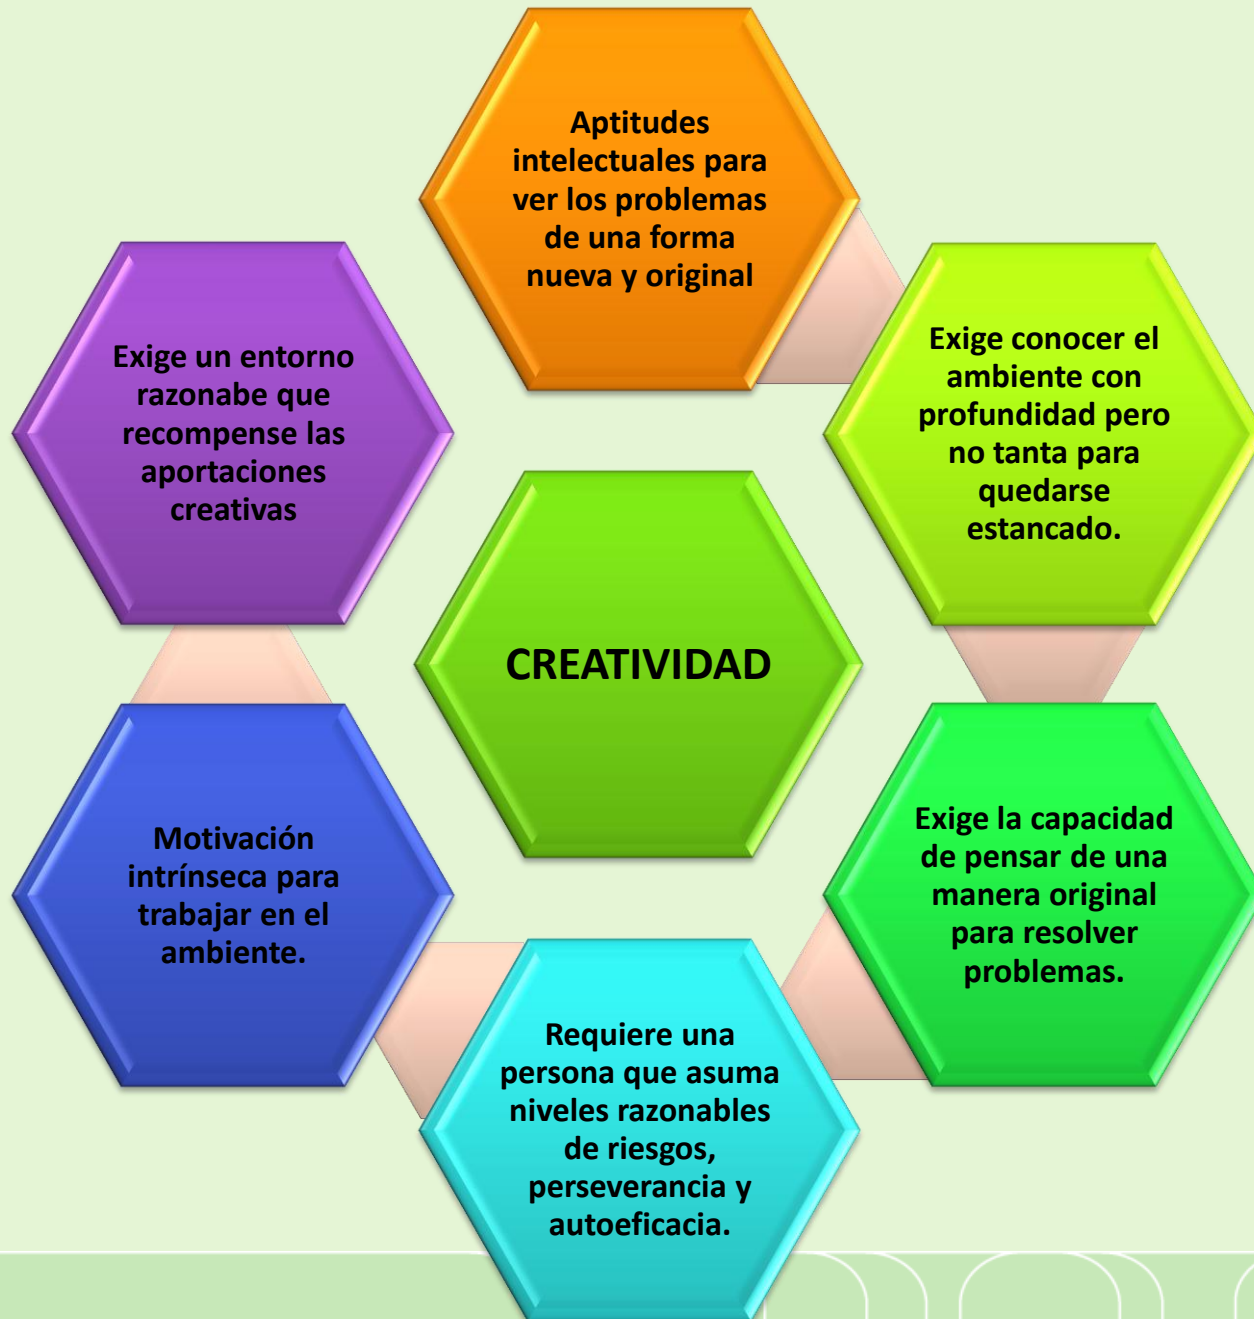 Aptitudes
intelectuales para
ver los problemas
de una forma
nueva y original
Exige conocer el
ambiente con
profundidad pero
no tanta para
quedarse
estancado.
Exige la capacidad
de pensar de una
manera original
para resolver
problemas.
Requiere una
persona que asuma
niveles razonables
de riesgos,
perseverancia y
autoeficacia.
Motivación
intrínseca para
trabajar en el
ambiente.
Exige un entorno
razonabe que
recompense las
aportaciones
creativas
CREATIVIDAD